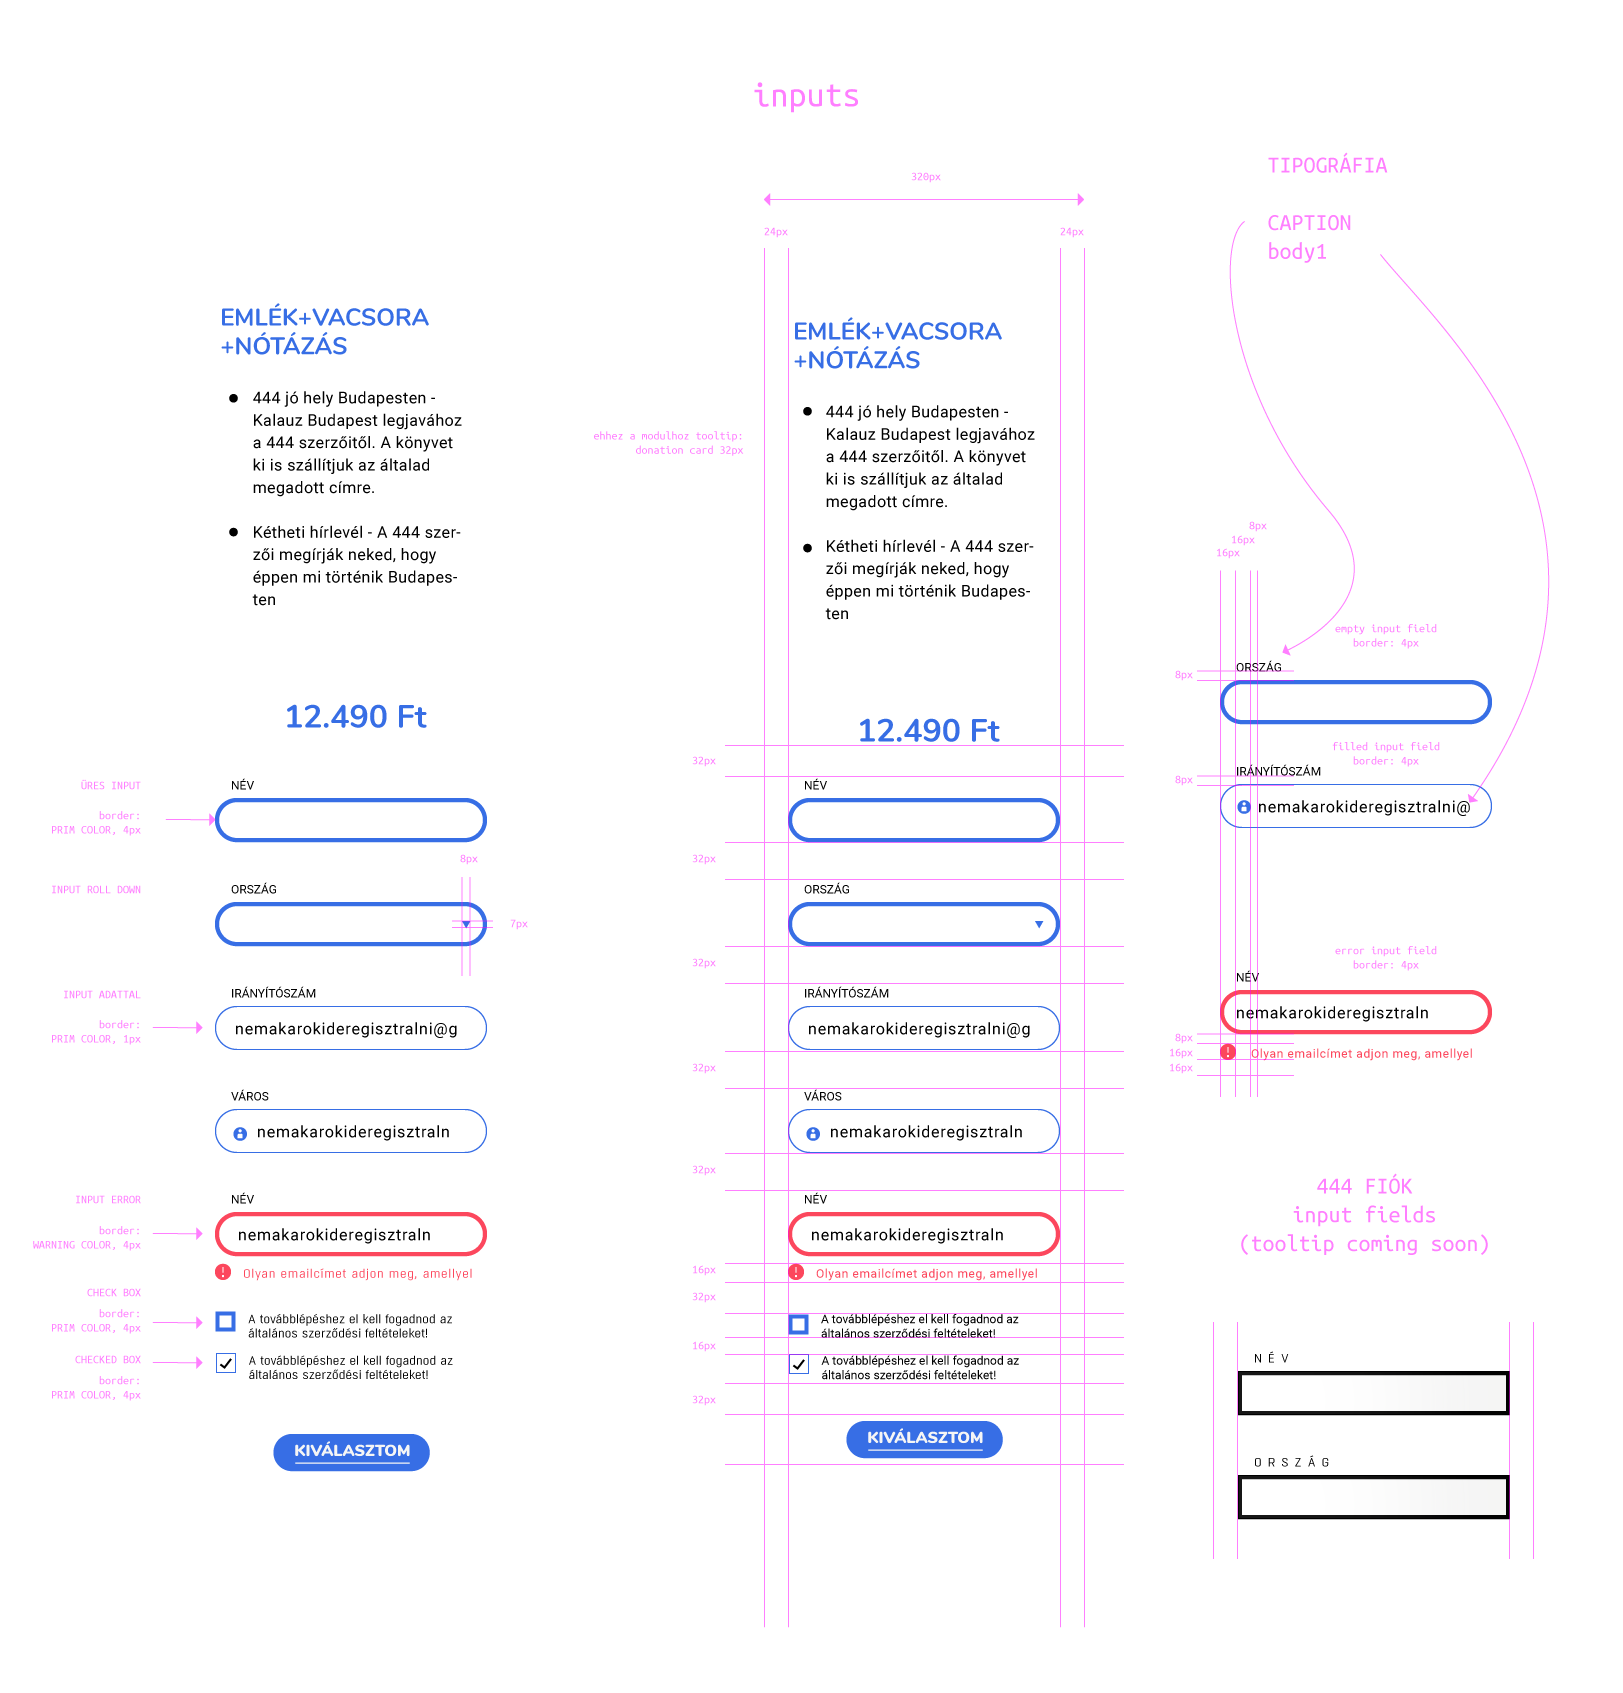 inputs
EMLÉK+VACSORA
+NÓTÁZÁS
444 jó hely Budapesten -
Kalauz Budapest legjavához
a 444 szerzőitől. A könyvet
ki is szállítjuk az általad
megadott címre.
Kétheti hírlevél - A 444 szer-
zői megírják neked, hogy
éppen mi történik Budapes-
ten
12.490 Ft
ÜRES INPUT
border:
PRIM COLOR, 4px
NÉV
8px
INPUT ROLL DOWN
ORSZÁG
7px
INPUT ADATTAL
border:
PRIM COLOR, 1px
IRÁNYÍTÓSZÁM
nemakarokideregisztralni@g
VÁROS
nemakarokideregisztraln
INPUT ERROR
border:
WARNING COLOR, 4px
NÉV
nemakarokideregisztraln
Olyan emailcímet adjon meg, amellyel
CHECK BOX
border:
PRIM COLOR, 4px
A továbblépéshez el kell fogadnod az
általános szerződési feltételeket!
CHECKED BOX
border:
PRIM COLOR, 4px
A továbblépéshez el kell fogadnod az
általános szerződési feltételeket!
KIVÁLASZTOM
320px
24px
24px
EMLÉK+VACSORA
+NÓTÁZÁS
ehhez a modulhoz tooltip:
donation card 32px
444 jó hely Budapesten -
Kalauz Budapest legjavához
a 444 szerzőitől. A könyvet
ki is szállítjuk az általad
megadott címre.
Kétheti hírlevél - A 444 szer-
zői megírják neked, hogy
éppen mi történik Budapes-
ten
12.490 Ft
32px
NÉV
32px
ORSZÁG
32px
IRÁNYÍTÓSZÁM
nemakarokideregisztralni@g
32px
VÁROS
nemakarokideregisztraln
32px
NÉV
nemakarokideregisztraln
16px
Olyan emailcímet adjon meg, amellyel
32px
A továbblépéshez el kell fogadnod az
általános szerződési feltételeket!
16px
A továbblépéshez el kell fogadnod az
általános szerződési feltételeket!
32px
KIVÁLASZTOM
TIPOGRÁFIA
CAPTION
body1
8px
16px
16px
empty input field
border: 4px
ORSZÁG
8px
filled input field
border: 4px
IRÁNYÍTÓSZÁM
8px
nemakarokideregisztralni@
error input field
border: 4px
NÉV
nemakarokideregisztraln
8px
16px
Olyan emailcímet adjon meg, amellyel
16px
444 FIÓK
input fields
(tooltip coming soon)
NÉV
ORSZÁG